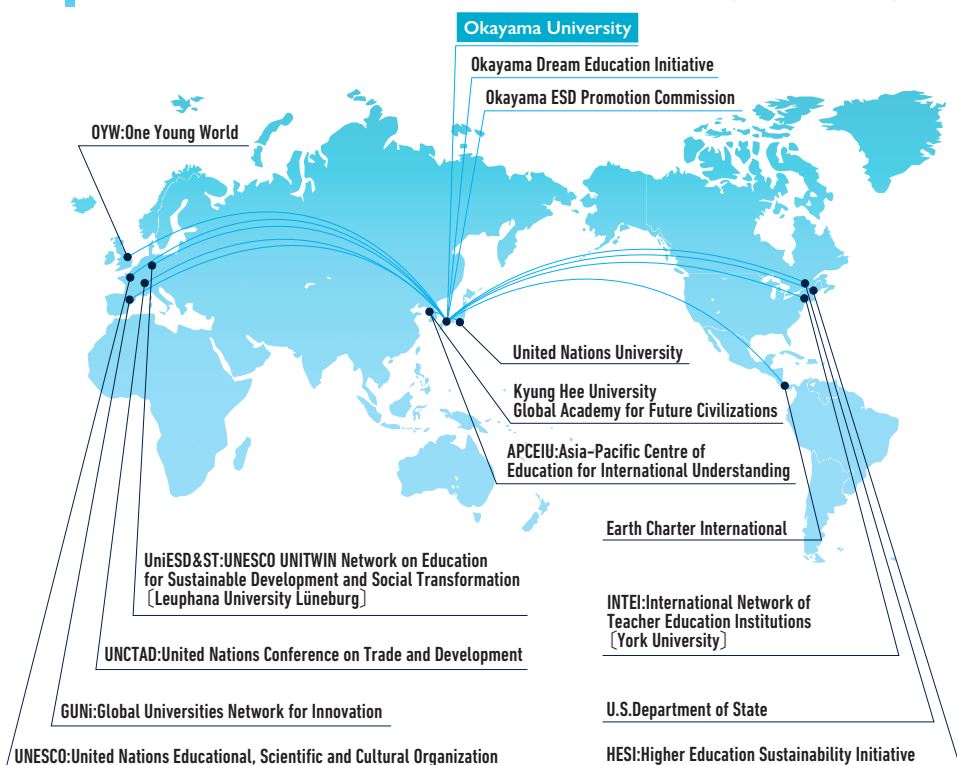 Okayama University
Okayama Dream Education Initiative
Okayama ESD Promotion Commission
OYW:One Young World
United Nations University
Kyung Hee University
Global Academy for Future Civilizations
APCEIU:Asia-Pacific Centre of
Education for International Understanding
Earth Charter International
UniESD&ST:UNESCO UNITWIN Network on Education
for Sustainable Development and Social Transformation
〔Leuphana University Lüneburg〕
INTEI:International Network of
Teacher Education Institutions
〔York University〕
UNCTAD:United Nations Conference on Trade and Development
GUNi:Global Universities Network for Innovation
U.S.Department of State
UNESCO:United Nations Educational, Scientific and Cultural Organization
HESI:Higher Education Sustainability Initiative